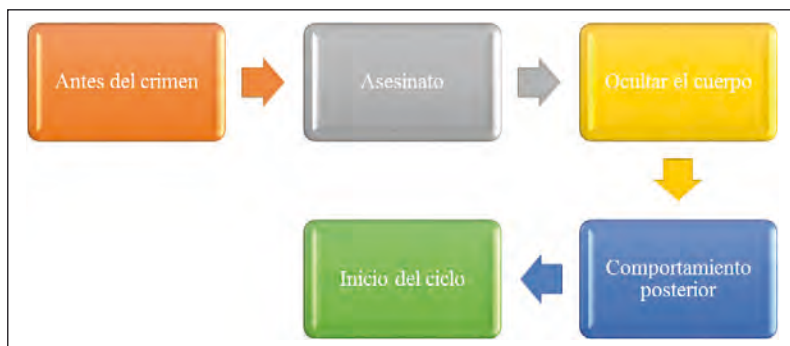 Antes del crimen
Asesinato
Ocultar el cuerpo
Comportamiento
posterior
Inicio del ciclo